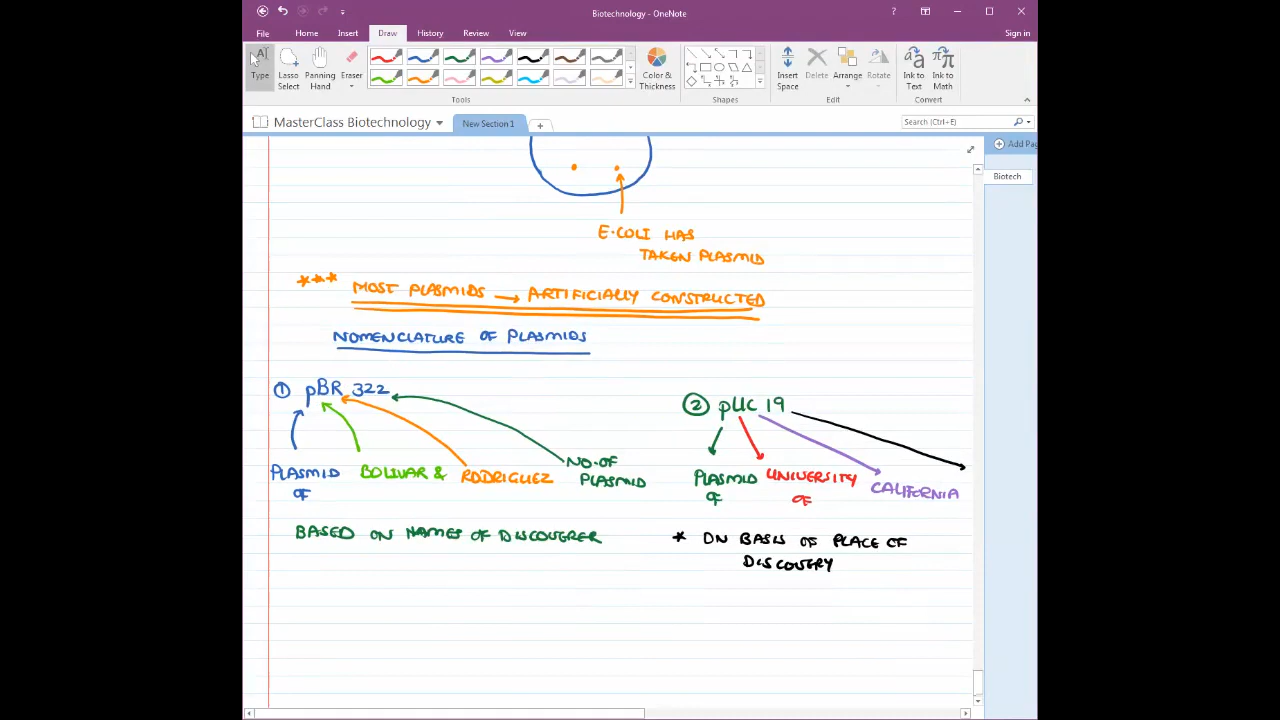 Biotechnology - OneNote
File Home Insert Draw History Review View
Sign in
Type
Lasso Select
Panning Hand
Eraser
Color & Thickness
Insert Space
Delete
Arrange
Rotate
Ink to Text
Ink to Math
Tools
Shapes
Edit
Convert
MasterClass Biotechnology
New Section 1
Search (Ctrl+E)
Add Pag
Biotech
E·COLI HAS
TAKEN PLASMID
*** MOST PLASMIDS → ARTIFICIALLY CONSTRUCTED
NOMENCLATURE OF PLASMIDS
① pBR 322
PLASMID OF
BOLIVAR &
RODRIGUEZ
NO·OF PLASMID
BASED ON NAMES OF DISCOVERER
② pUC 19
PLASMID OF
UNIVERSITY OF
CALIFORNIA
* ON BASIS OF PLACE OF
DISCOVERY